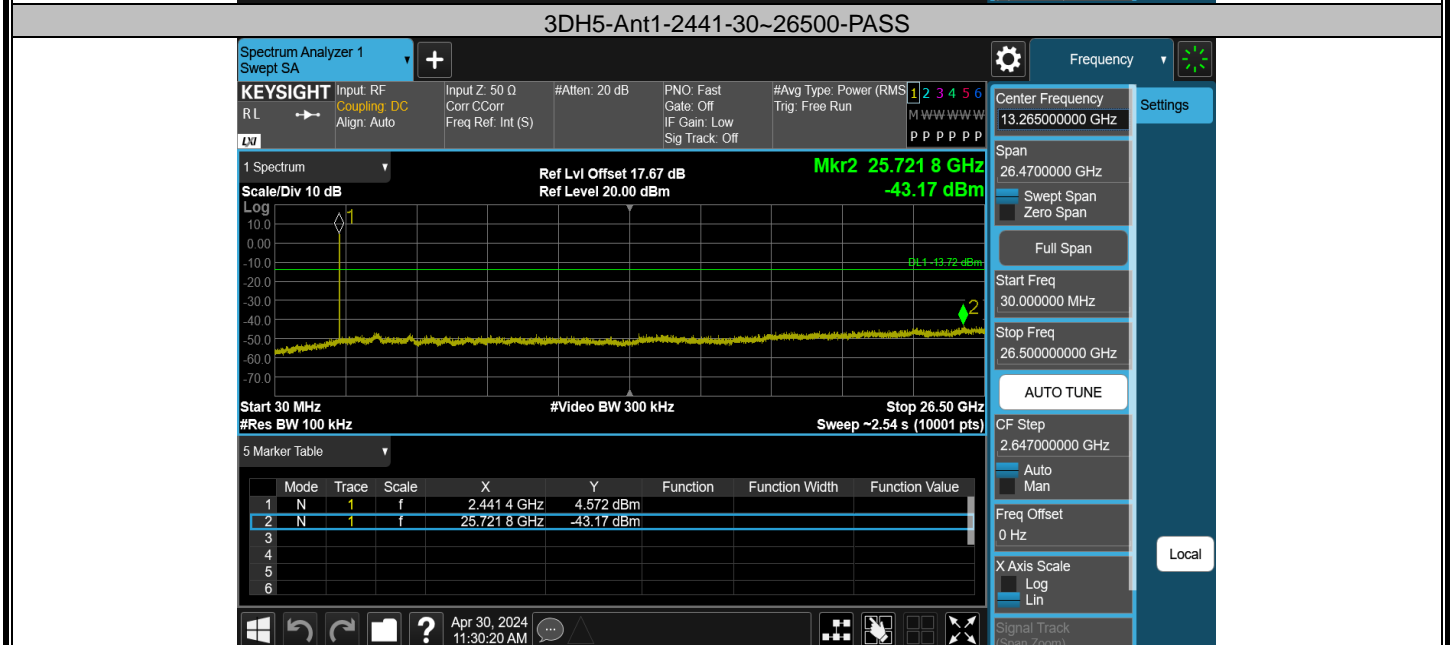 3DH5-Ant1-2441-30~26500-PASS
Spectrum Analyzer 1
Swept SA
Frequency
KEYSIGHT
RL
LXI
Input: RF
Coupling: DC
Align: Auto
Input Z: 50 Ω
Corr CCorr
Freq Ref: Int (S)
#Atten: 20 dB
PNO: Fast
Gate: Off
IF Gain: Low
Sig Track: Off
#Avg Type: Power (RMS
Trig: Free Run
1 2 3 4 5 6
M W W W W W
P P P P P P
1 Spectrum
Scale/Div 10 dB
Ref Lvl Offset 17.67 dB
Ref Level 20.00 dBm
Mkr2 25.721 8 GHz
-43.17 dBm
Log
10.0
0.00
-10.0
-20.0
-30.0
-40.0
-50.0
-60.0
-70.0
1
DL1 -13.72 dBm
2
Start 30 MHz
#Video BW 300 kHz
Stop 26.50 GHz
#Res BW 100 kHz
Sweep ~2.54 s (10001 pts)
5 Marker Table
Mode Trace Scale X Y Function Function Width Function Value
1 N 1 f 2.441 4 GHz 4.572 dBm
2 N 1 f 25.721 8 GHz -43.17 dBm
3
4
5
6
?
Apr 30, 2024
11:30:20 AM
Center Frequency
13.265000000 GHz
Settings
Span
26.4700000 GHz
Swept Span
Zero Span
Full Span
Start Freq
30.000000 MHz
Stop Freq
26.500000000 GHz
AUTO TUNE
CF Step
2.647000000 GHz
Auto
Man
Freq Offset
0 Hz
Local
X Axis Scale
Log
Lin
Signal Track
(Span Zoom)